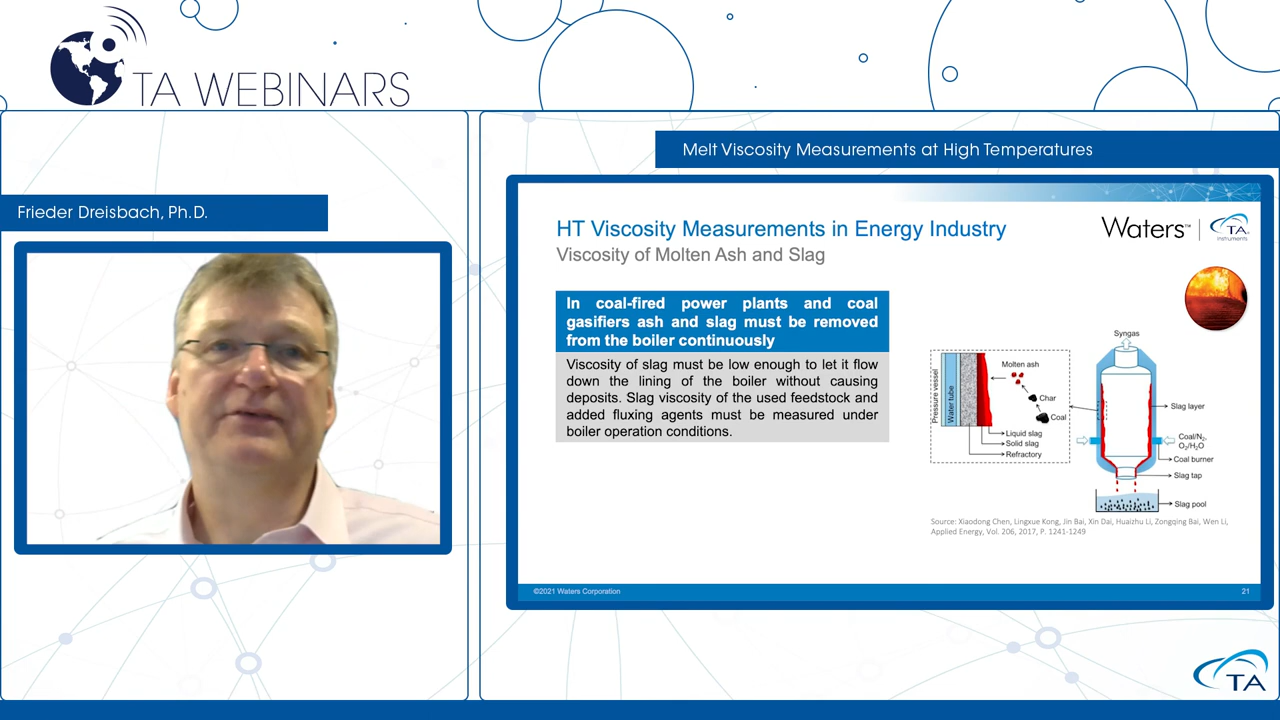 TA WEBINARS
Melt Viscosity Measurements at High Temperatures
Frieder Dreisbach, Ph.D.
HT Viscosity Measurements in Energy Industry
Viscosity of Molten Ash and Slag
Waters™
TA
Instruments
In coal-fired power plants and coal
gasifiers ash and slag must be removed
from the boiler continuously
Viscosity of slag must be low enough to let it flow
down the lining of the boiler without causing
deposits. Slag viscosity of the used feedstock and
added fluxing agents must be measured under
boiler operation conditions.
Pressure vessel
Water tube
Molten ash
Char
Coal
Liquid slag
Solid slag
Refractory
Syngas
Slag layer
Coal/N₂,
O₂/H₂O
Coal burner
Slag tap
Slag pool
Source: Xiaodong Chen, Lingxue Kong, Jin Bai, Xin Dai, Huaizhu Li, Zongqing Bai, Wen Li,
Applied Energy, Vol. 206, 2017, P. 1241-1249
©2021 Waters Corporation
21
TA